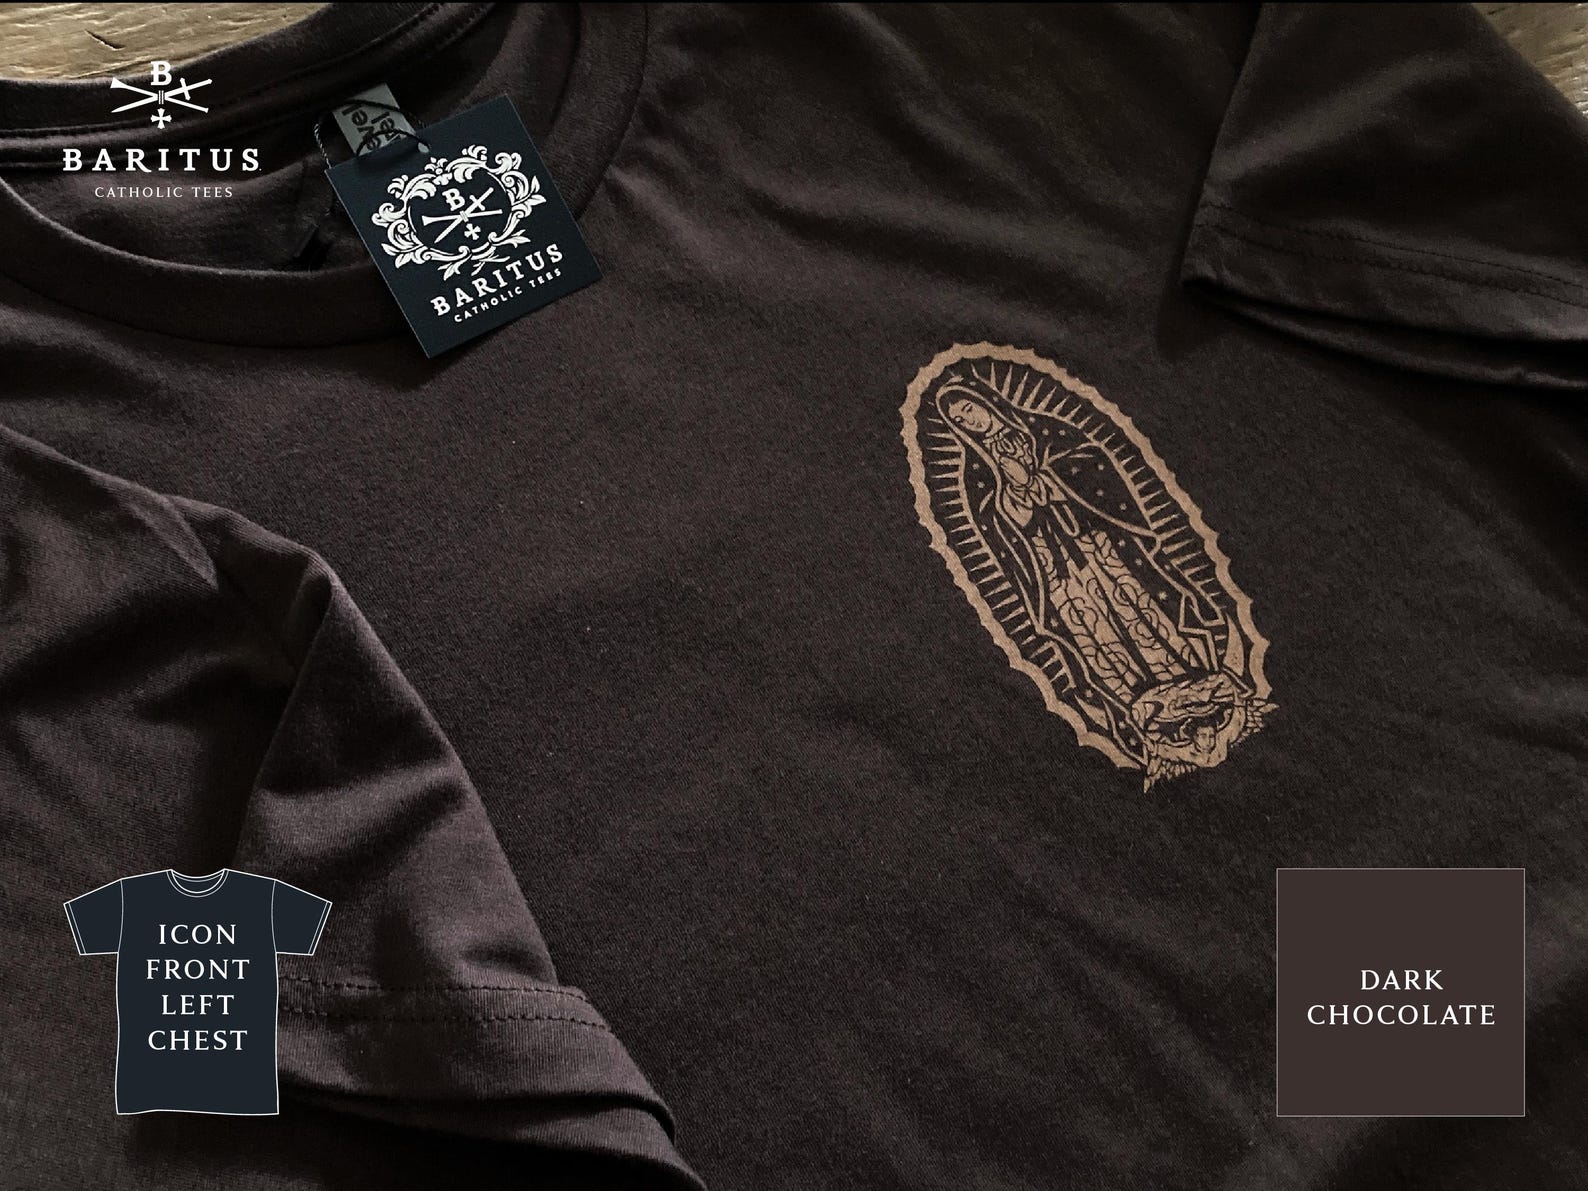 B
BARITUS
CATHOLIC TEES
B
BARITUS
CATHOLIC TEES
ICON
FRONT
LEFT
CHEST
DARK
CHOCOLATE